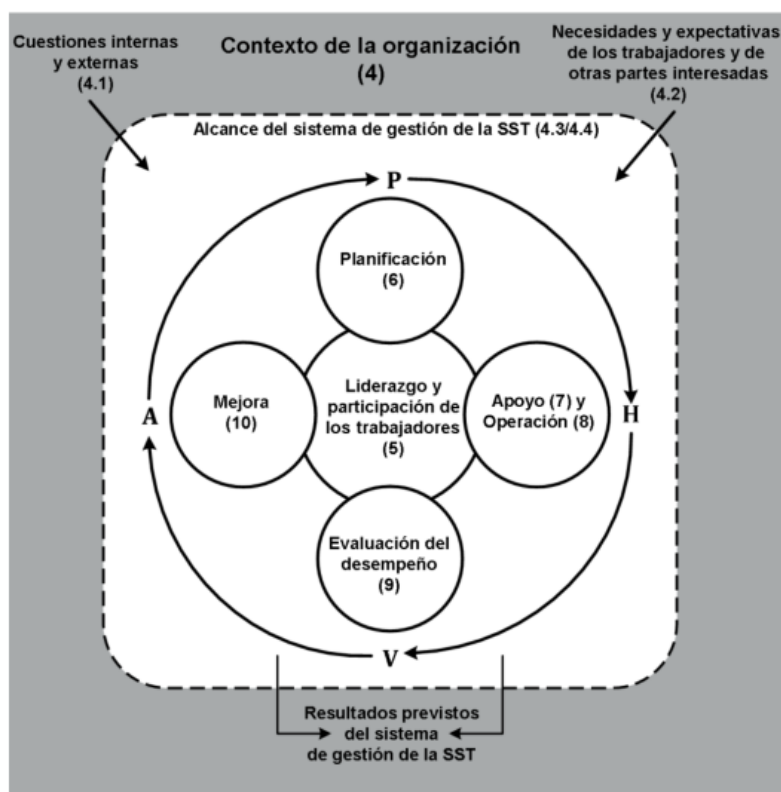 Cuestiones internas
y externas
(4.1)
Contexto de la organización
(4)
Necesidades y expectativas
de los trabajadores y de
otras partes interesadas
(4.2)
Alcance del sistema de gestión de la SST (4.3/4.4)
P
Planificación
(6)
A
Mejora
(10)
Liderazgo y
participación de
los trabajadores
(5)
Apoyo (7) y
Operación (8)
H
Evaluación del
desempeño
(9)
V
Resultados previstos
del sistema
de gestión de la SST